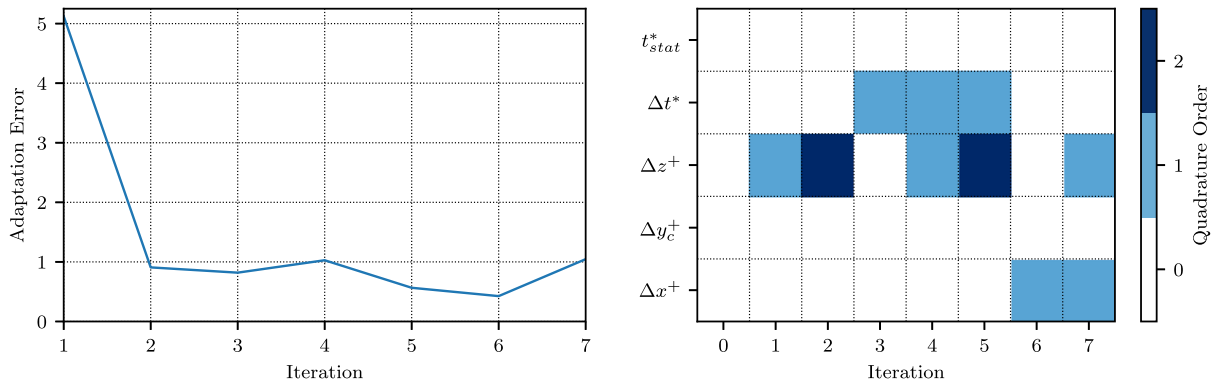 Adaptation Error
5
4
3
2
1
0
1 2 3 4 5 6 7
Iteration
t*stat
Δt*
Δz+
Δy+c
Δx+
0 1 2 3 4 5 6 7
Iteration
2
1
0
Quadrature Order